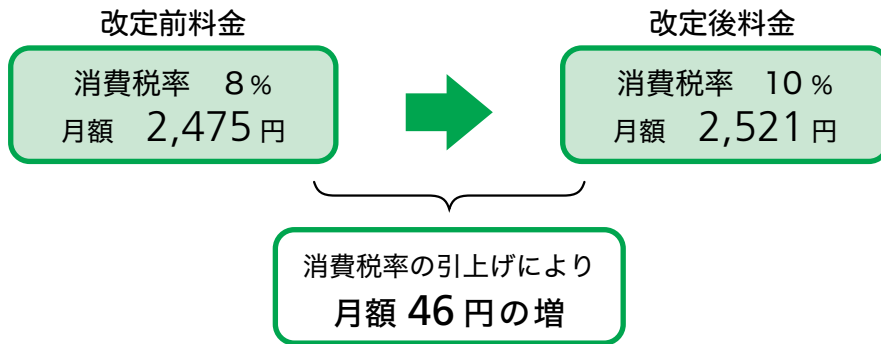 改定前料金
消費税率 8%
月額 2,475円
改定後料金
消費税率 10%
月額 2,521円
消費税率の引上げにより
月額46円の増